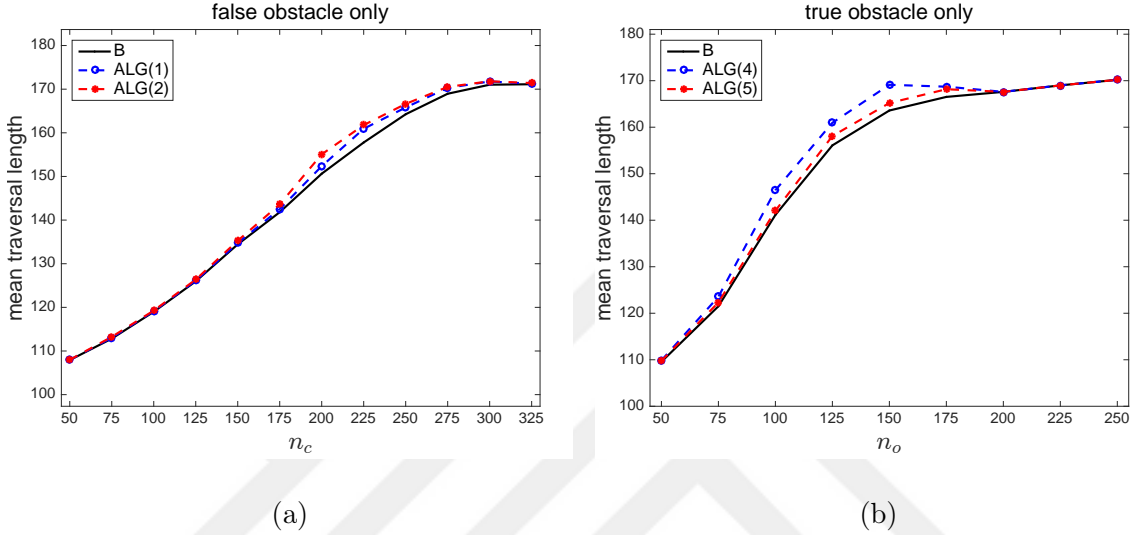 false obstacle only
180
170
160
150
140
130
120
110
100
mean traversal length
B
ALG(1)
ALG(2)
50 75 100 125 150 175 200 225 250 275 300 325
n_c
(a)
true obstacle only
180
170
160
150
140
130
120
110
100
mean traversal length
B
ALG(4)
ALG(5)
50 75 100 125 150 175 200 225 250
n_o
(b)